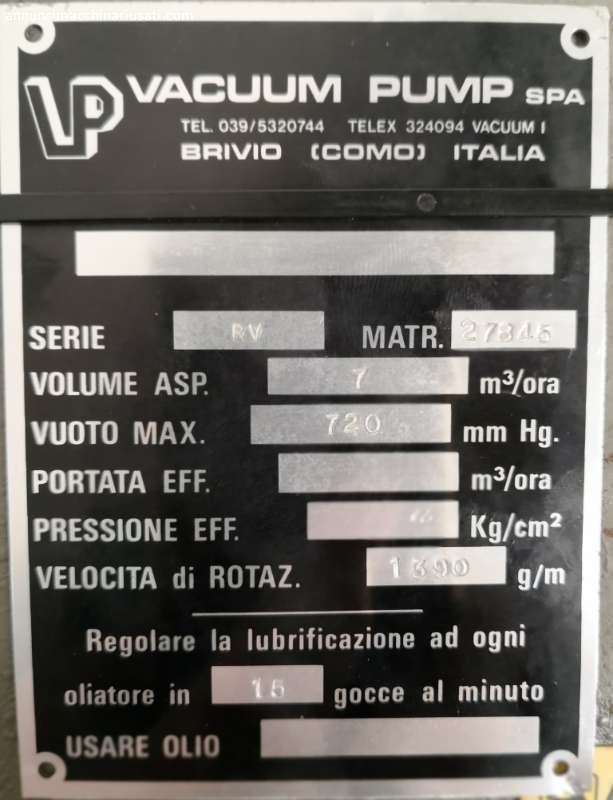 VP VACUUM PUMP SPA
TEL. 039/5320744 TELEX 324094 VACUUM I
BRIVIO (COMO) ITALIA
SERIE RV MATR. 27846
VOLUME ASP. 7 m³/ora
VUOTO MAX. 720 mm Hg.
PORTATA EFF. m³/ora
PRESSIONE EFF. Kg/cm²
VELOCITA di ROTAZ. 1390 g/m
Regolare la lubrificazione ad ogni
oliatore in 15 gocce al minuto
USARE OLIO